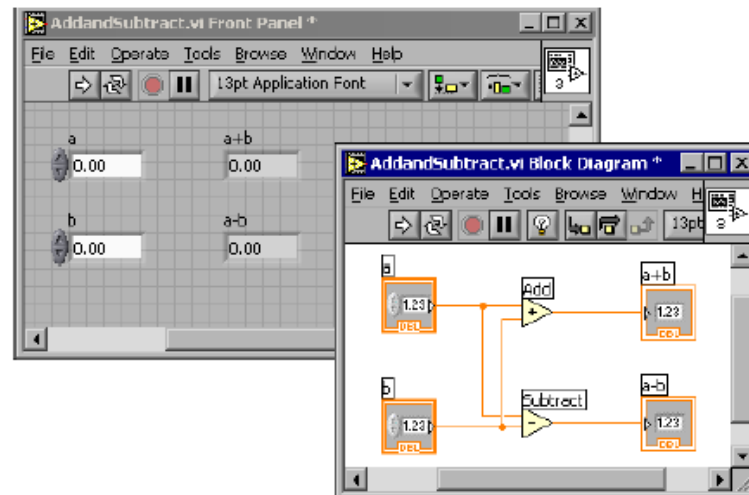 AddandSubtract.vi Front Panel *
File Edit Operate Tools Browse Window Help
13pt Application Font
3
a
0.00
a+b
0.00
b
0.00
a-b
0.00
AddandSubtract.vi Block Diagram *
File Edit Operate Tools Browse Window H
13pt
3
a
1.23
DBL
Add
+
a+b
1.23
DBL
b
1.23
DBL
Subtract
-
a-b
1.23
DBL